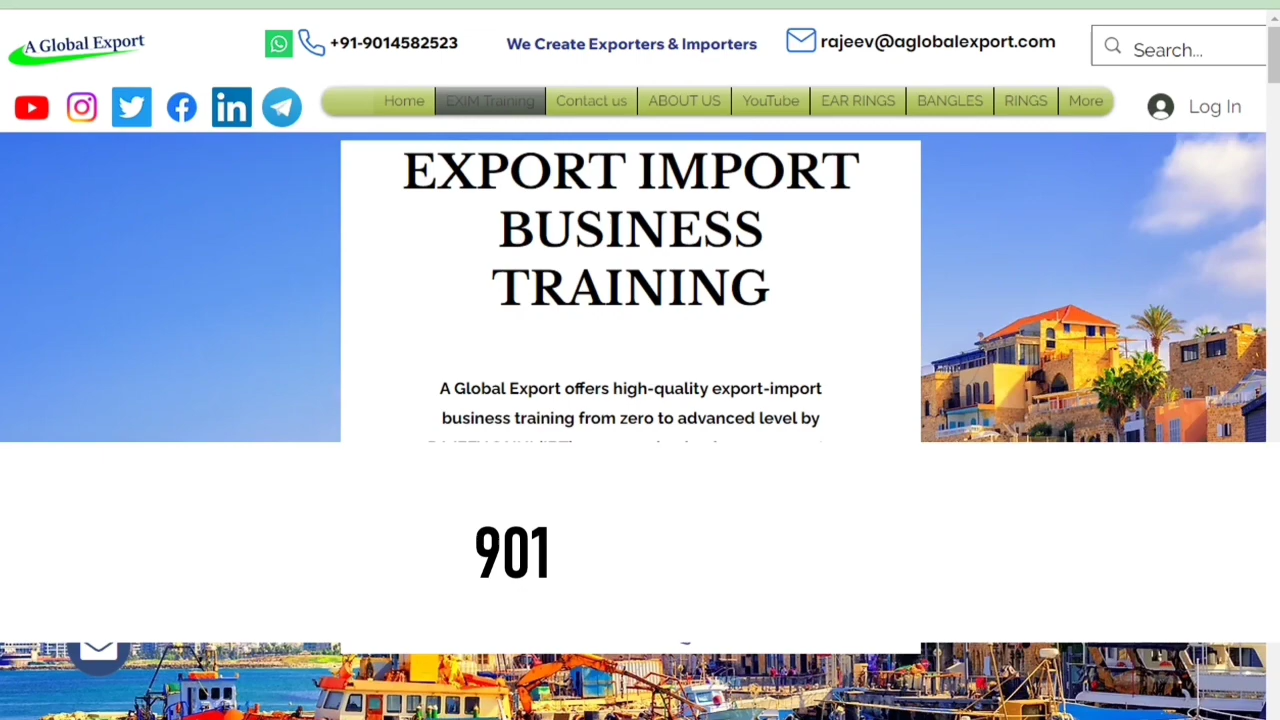 A Global Export
+91-9014582523
We Create Exporters & Importers
rajeev@aglobalexport.com
Search...
Home
EXIM Training
Contact us
ABOUT US
YouTube
EAR RINGS
BANGLES
RINGS
More
Log In
EXPORT IMPORT
BUSINESS
TRAINING
A Global Export offers high-quality export-import
business training from zero to advanced level by
901